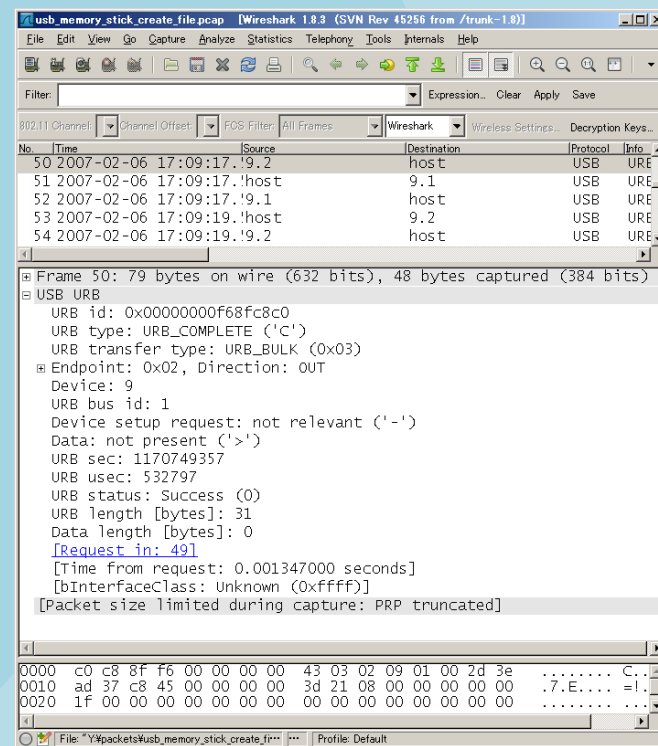 usb_memory_stick_create_file.pcap [Wireshark 1.8.3 (SVN Rev 45256 from /trunk-1.8)]
File Edit View Go Capture Analyze Statistics Telephony Tools Internals Help
Filter: Expression... Clear Apply Save
802.11 Channel: Channel Offset: FCS Filter: All Frames Wireshark Wireless Settings... Decryption Keys...
No. Time Source Destination Protocol Info
50 2007-02-06 17:09:17.!9.2 host USB URB
51 2007-02-06 17:09:17.!host 9.1 USB URB
52 2007-02-06 17:09:17.!9.1 host USB URB
53 2007-02-06 17:09:19.!host 9.2 USB URB
54 2007-02-06 17:09:19.!9.2 host USB URB
Frame 50: 79 bytes on wire (632 bits), 48 bytes captured (384 bits)
USB URB
URB id: 0x00000000f68fc8c0
URB type: URB_COMPLETE ('C')
URB transfer type: URB_BULK (0x03)
Endpoint: 0x02, Direction: OUT
Device: 9
URB bus id: 1
Device setup request: not relevant ('-')
Data: not present ('>')
URB sec: 1170749357
URB usec: 532797
URB status: Success (0)
URB length [bytes]: 31
Data length [bytes]: 0
[Request in: 49]
[Time from request: 0.001347000 seconds]
[bInterfaceClass: Unknown (0xffff)]
[Packet size limited during capture: PRP truncated]
0000 c0 c8 8f f6 00 00 00 00 43 03 02 09 01 00 2d 3e ........ C..
0010 ad 37 c8 45 00 00 00 00 3d 21 08 00 00 00 00 00 .7.E.... =!.
0020 1f 00 00 00 00 00 00 00 00 00 00 00 00 00 00 00 ........ ...
File: "Y:¥packets¥usb_memory_stick_create_fi··· ··· Profile: Default